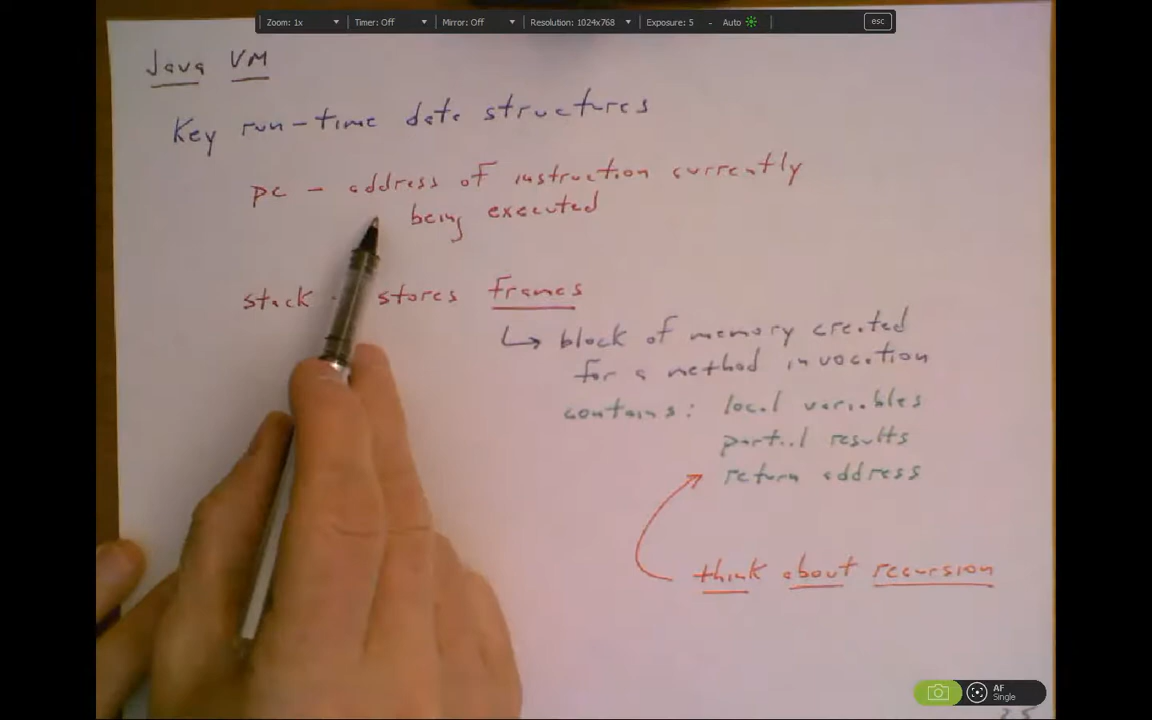 Zoom: 1x Timer: Off Mirror: Off Resolution: 1024x768 Exposure: 5 - Auto esc
Java VM
Key run-time data structures
pc - address of instruction currently
being executed
stack stores frames
↳ block of memory created
for a method invocation
contains: local variables
partial results
return address
think about recursion
AF
Single